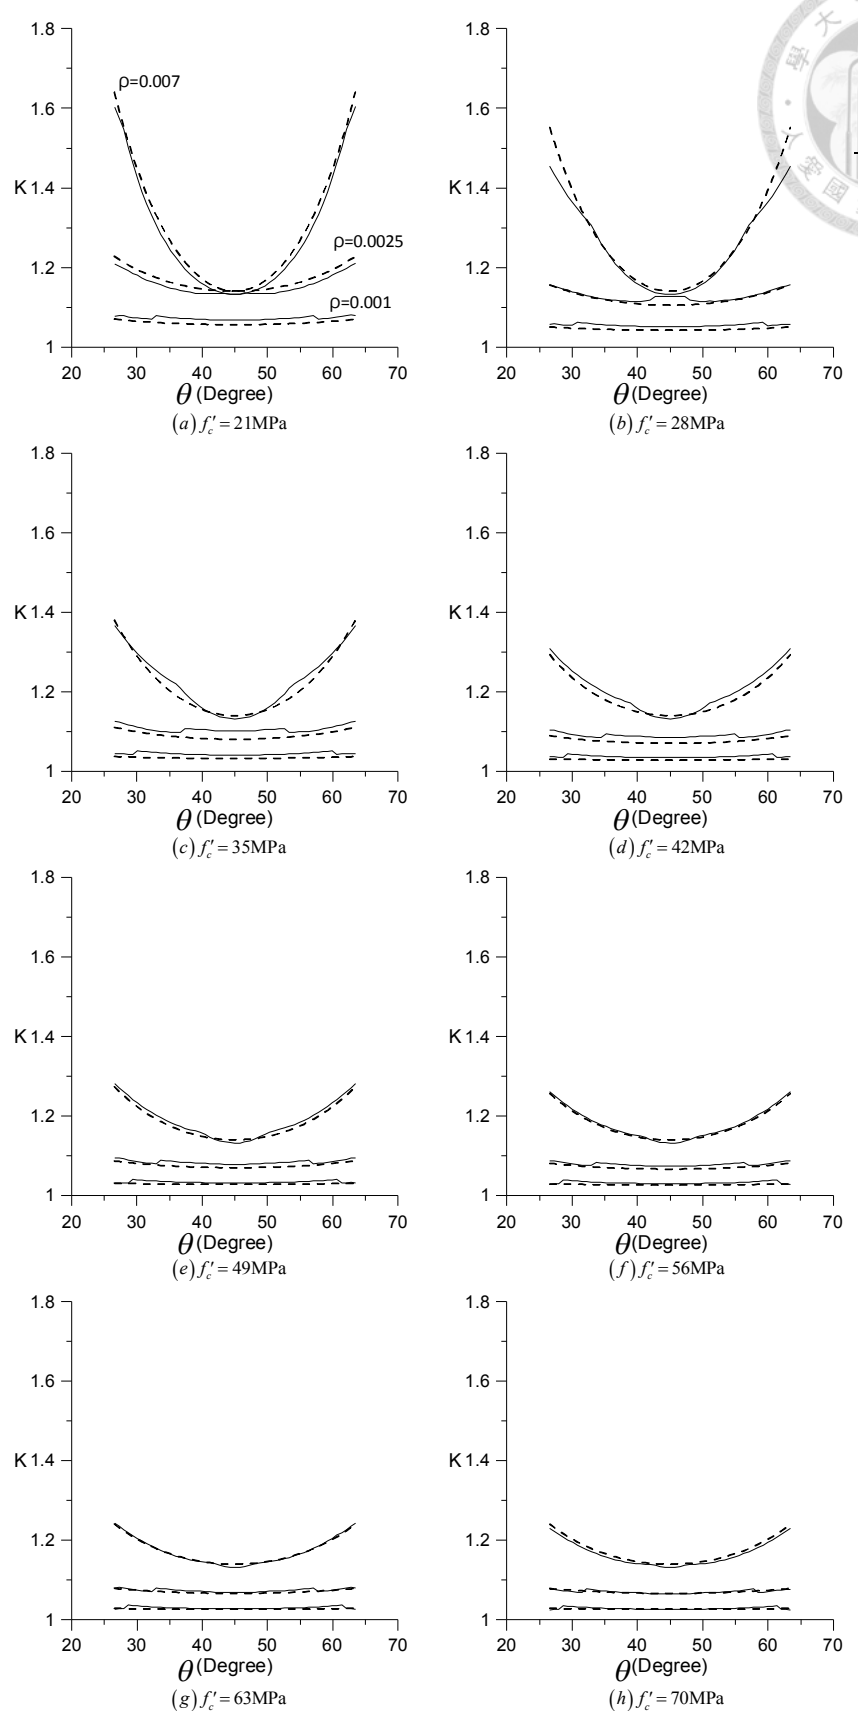 1.8 1.6 K 1.4 1.2 1
ρ=0.007
ρ=0.0025
ρ=0.001
20 30 40 50 60 70
θ (Degree)
(a) f′c = 21MPa
1.8 1.6 K 1.4 1.2 1
20 30 40 50 60 70
θ (Degree)
(b) f′c = 28MPa
學 大
人 愛 國
1.8 1.6 K 1.4 1.2 1
20 30 40 50 60 70
θ (Degree)
(c) f′c = 35MPa
1.8 1.6 K 1.4 1.2 1
20 30 40 50 60 70
θ (Degree)
(d) f′c = 42MPa
1.8 1.6 K 1.4 1.2 1
20 30 40 50 60 70
θ (Degree)
(e) f′c = 49MPa
1.8 1.6 K 1.4 1.2 1
20 30 40 50 60 70
θ (Degree)
(f) f′c = 56MPa
1.8 1.6 K 1.4 1.2 1
20 30 40 50 60 70
θ (Degree)
(g) f′c = 63MPa
1.8 1.6 K 1.4 1.2 1
20 30 40 50 60 70
θ (Degree)
(h) f′c = 70MPa